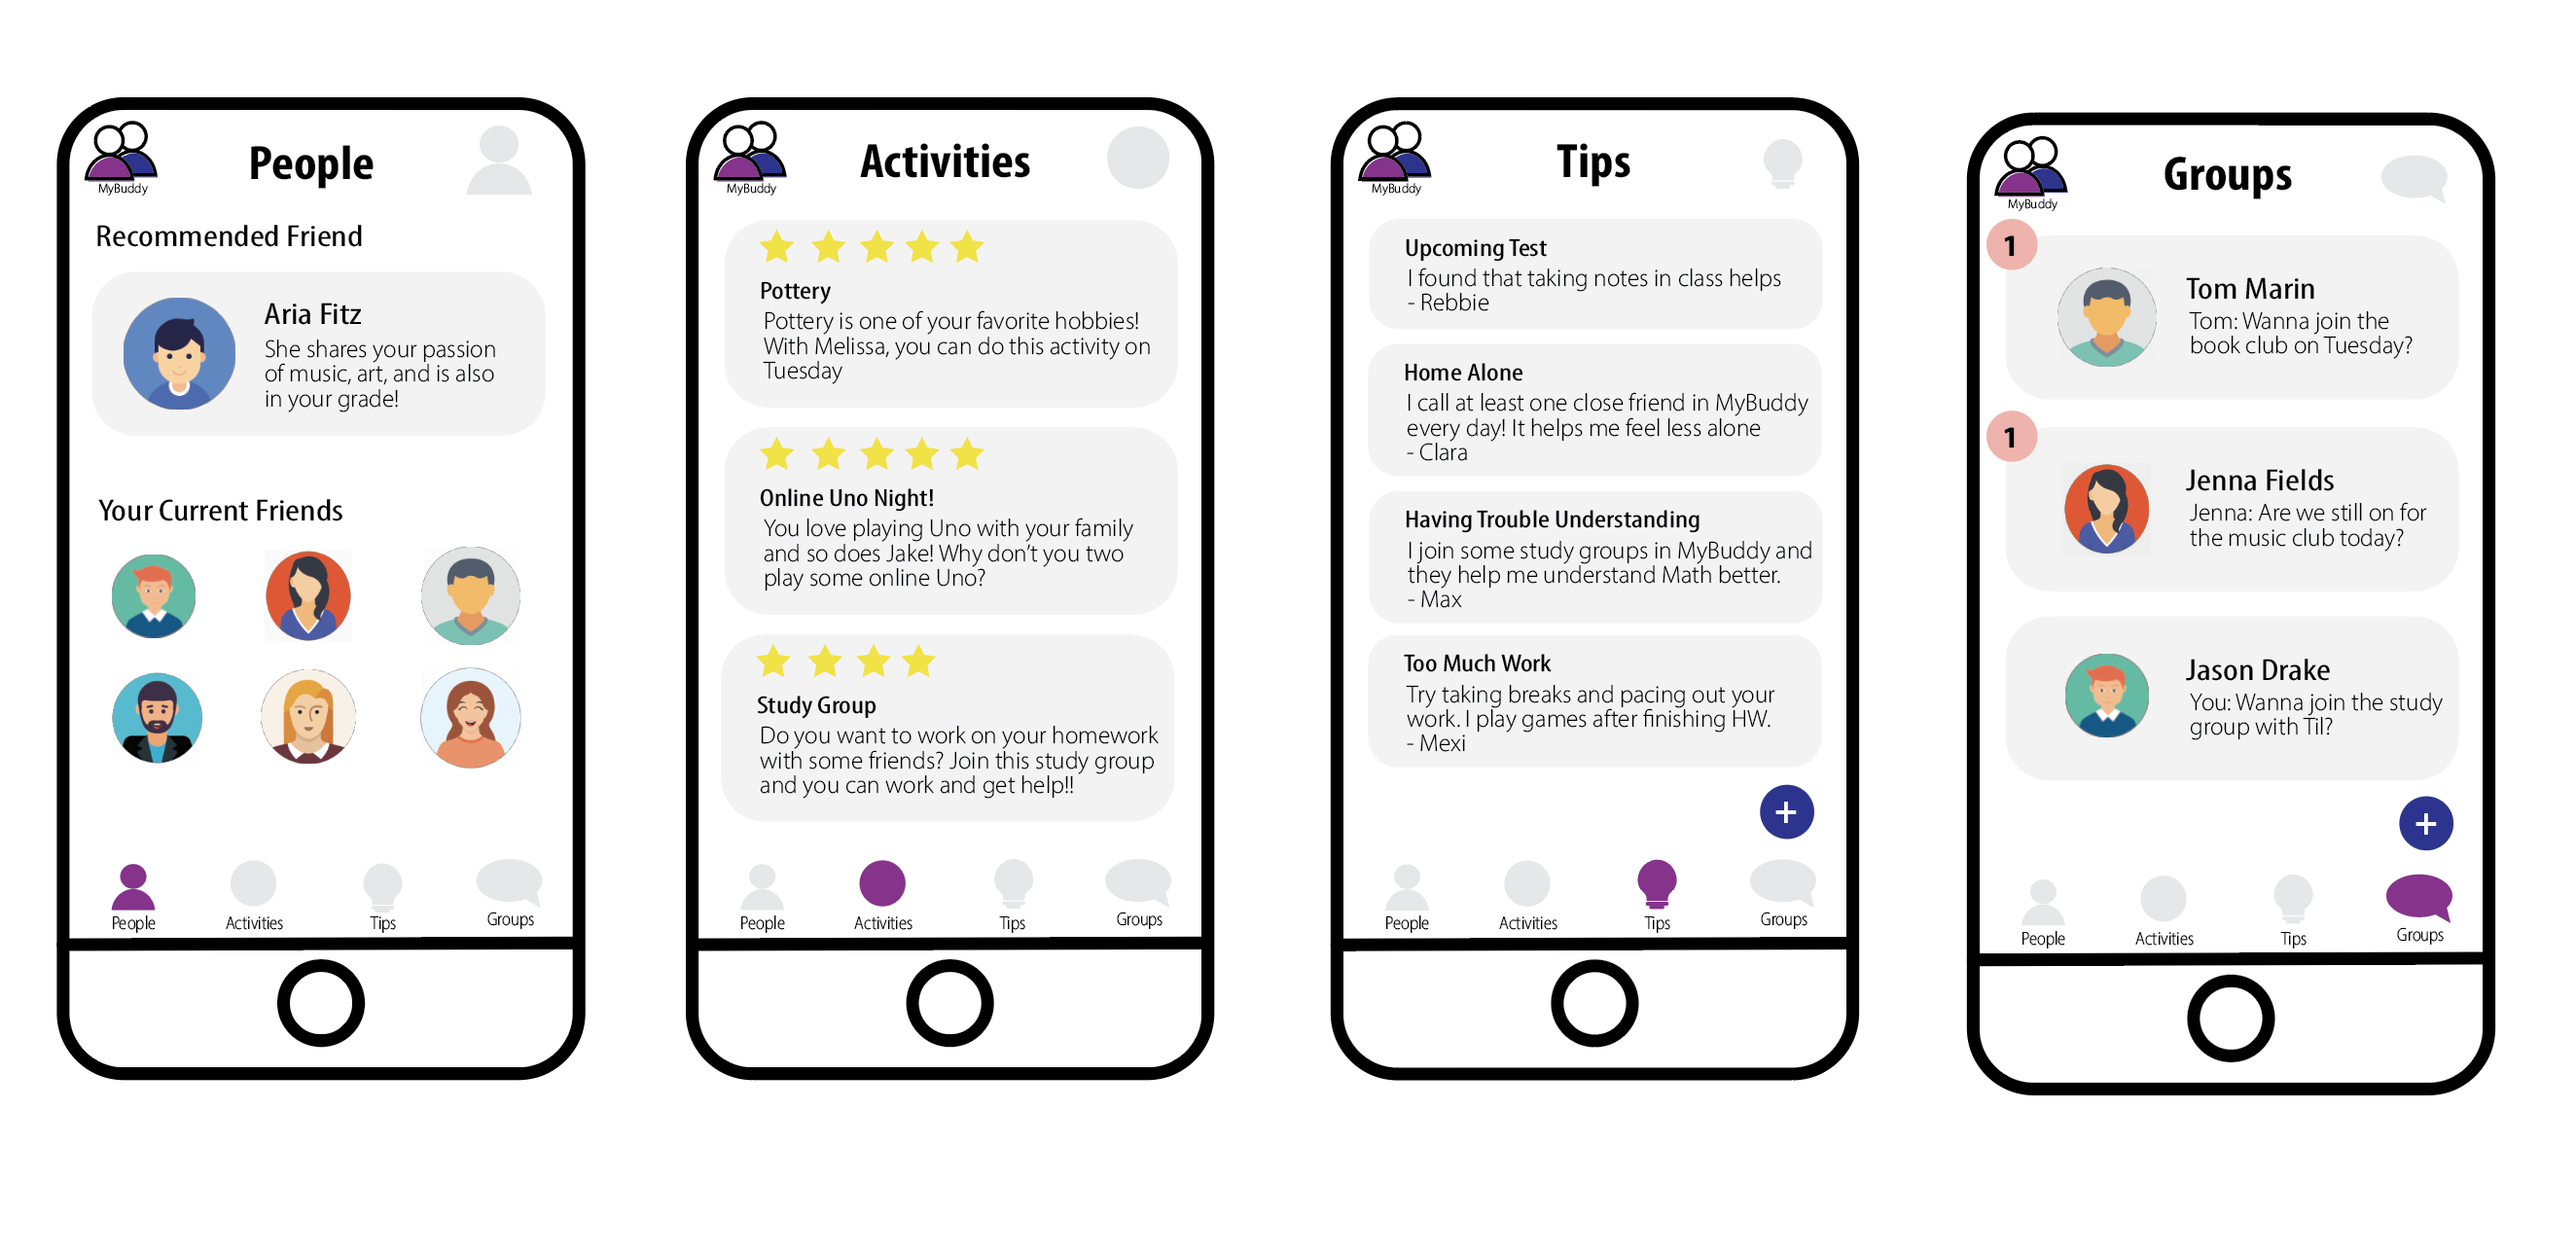 MyBuddy
People
Recommended Friend
Aria Fitz
She shares your passion
of music, art, and is also
in your grade!
Your Current Friends
People
Activities
Tips
Groups
MyBuddy
Activities
Pottery
Pottery is one of your favorite hobbies!
With Melissa, you can do this activity on
Tuesday
Online Uno Night!
You love playing Uno with your family
and so does Jake! Why don't you two
play some online Uno?
Study Group
Do you want to work on your homework
with some friends? Join this study group
and you can work and get help!!
People
Activities
Tips
Groups
MyBuddy
Tips
Upcoming Test
I found that taking notes in class helps
- Rebbie
Home Alone
I call at least one close friend in MyBuddy
every day! It helps me feel less alone
- Clara
Having Trouble Understanding
I join some study groups in MyBuddy and
they help me understand Math better.
- Max
Too Much Work
Try taking breaks and pacing out your
work. I play games after finishing HW.
- Mexi
+
People
Activities
Tips
Groups
MyBuddy
Groups
1
Tom Marin
Tom: Wanna join the
book club on Tuesday?
1
Jenna Fields
Jenna: Are we still on for
the music club today?
Jason Drake
You: Wanna join the study
group with Til?
+
People
Activities
Tips
Groups